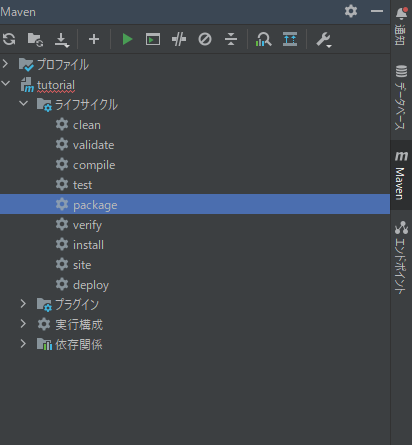 Maven
プロファイル
tutorial
ライフサイクル
clean
validate
compile
test
package
verify
install
site
deploy
プラグイン
実行構成
依存関係
通知
データベース
m Maven
エンドポイント